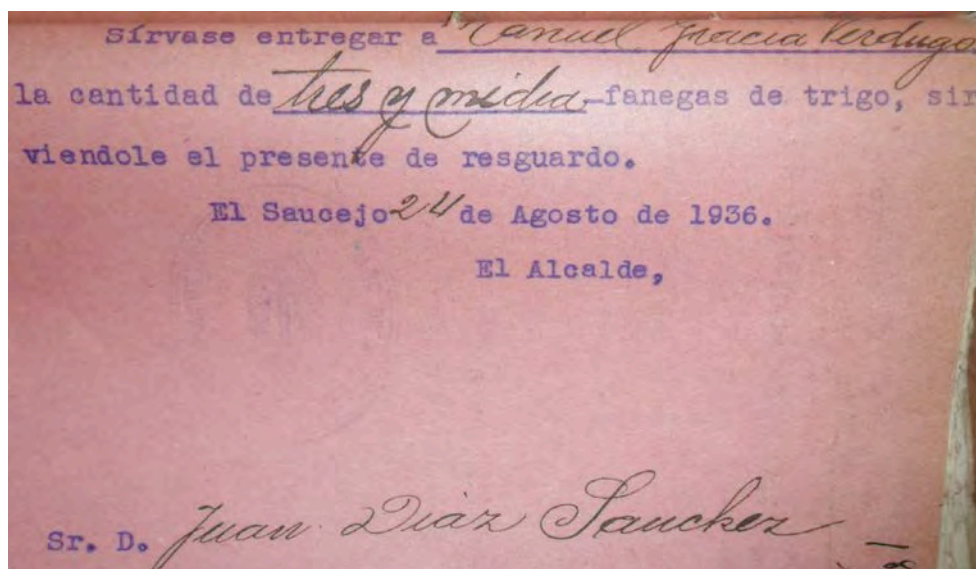 Sírvase entregar a Manuel Gracia Verdugo
la cantidad de tres y media fanegas de trigo, sir
viendole el presente de resguardo.
El Saucejo 24 de Agosto de 1936.
El Alcalde,
Sr. D. Juan Diaz Sanchez